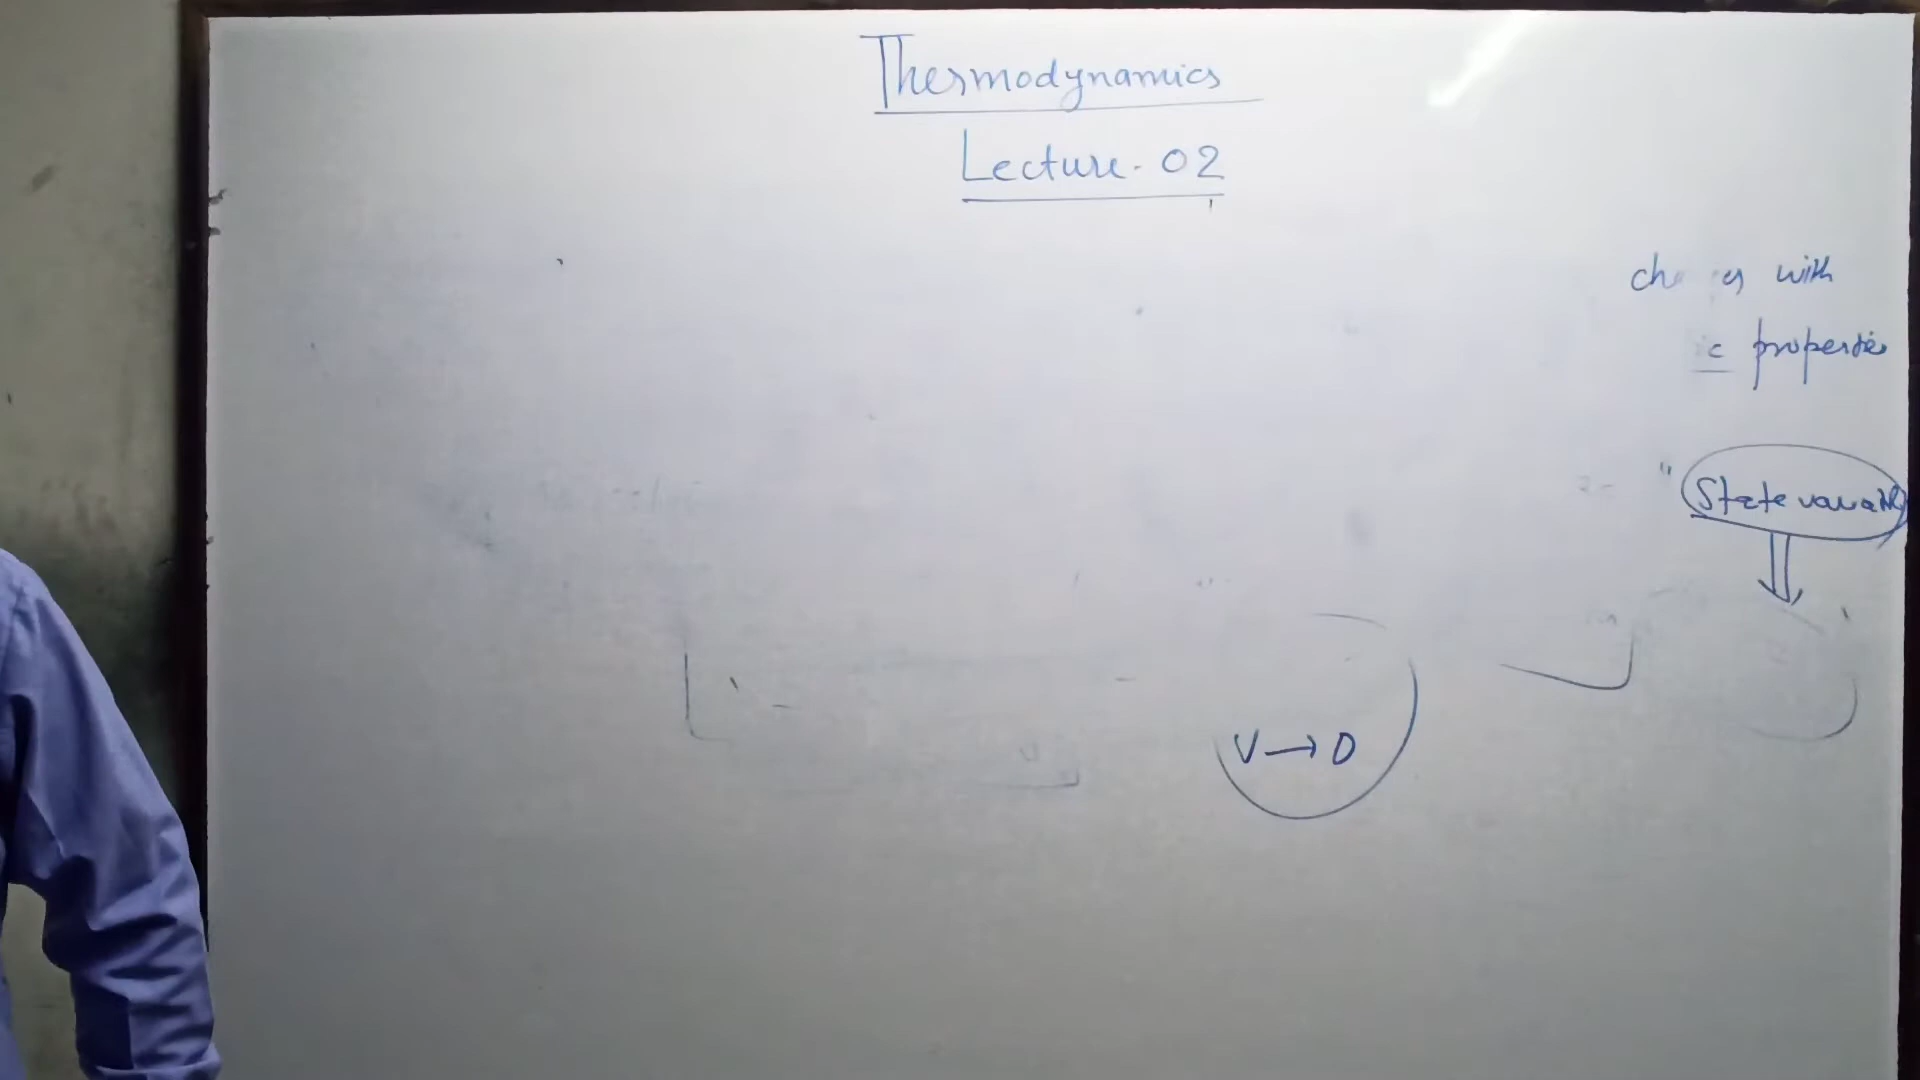 Thermodynamics
Lecture-02
with
properties
"State variable
V→0